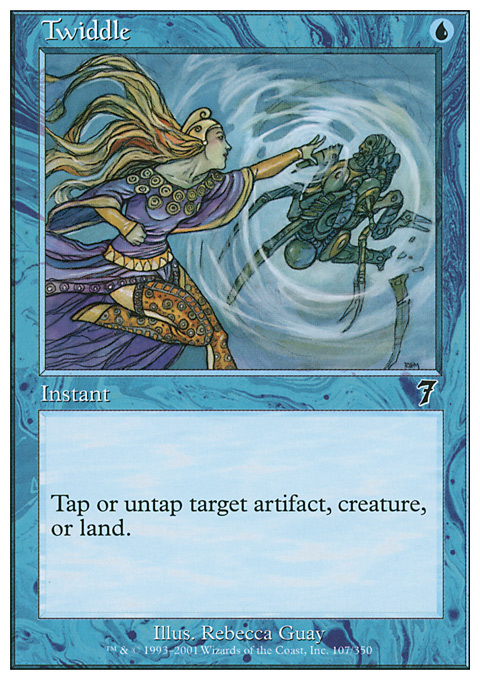 Twiddle
Instant
7
Tap or untap target artifact, creature,
or land.
Illus. Rebecca Guay
™ & © 1993-2001 Wizards of the Coast, Inc. 107/350